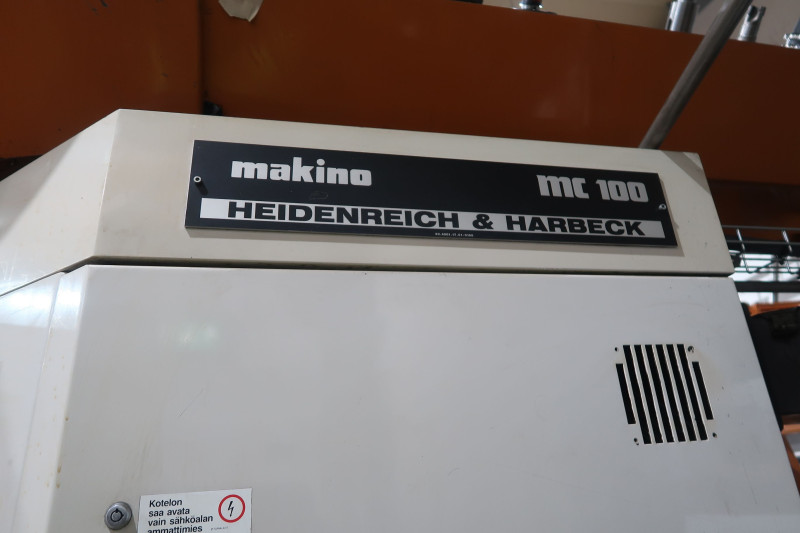 makino MC 100
HEIDENREICH & HARBECK
Kotelon
saa avata
vain sähköalan
ammattimies